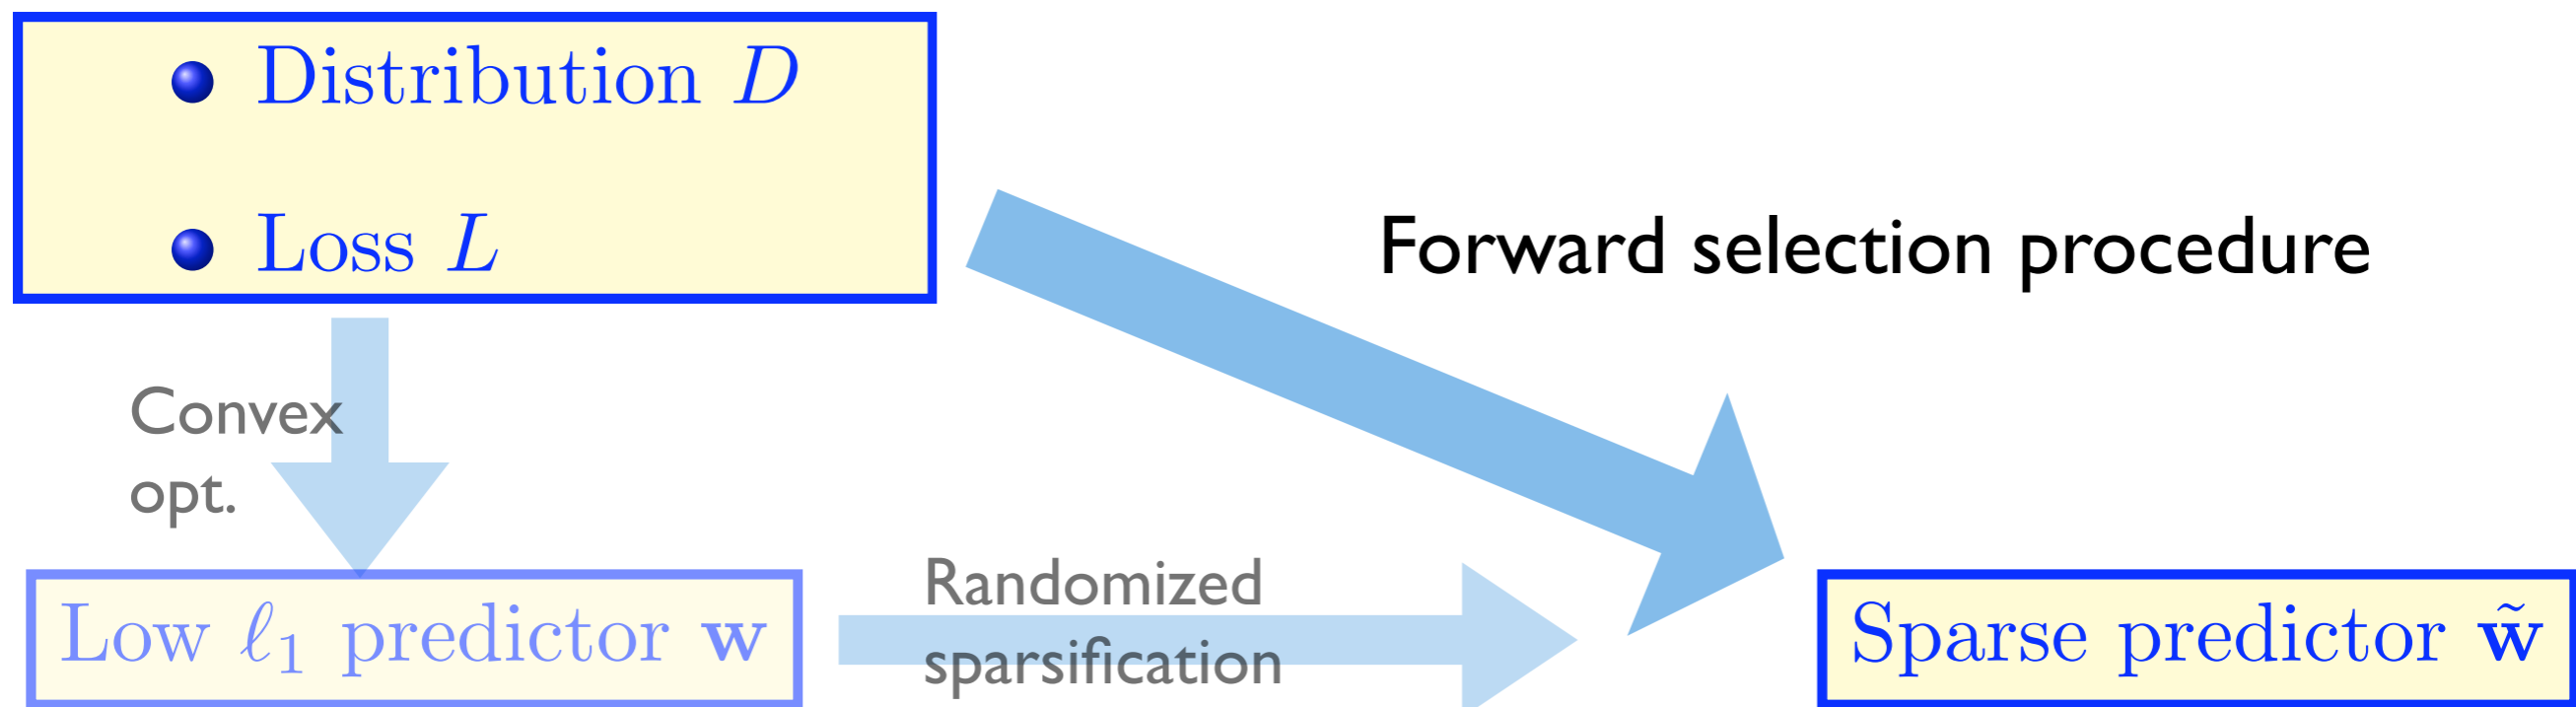 • Distribution D
• Loss L
Forward selection procedure
Convex
opt.
Low ℓ₁ predictor w
Randomized
sparsification
Sparse predictor w̃